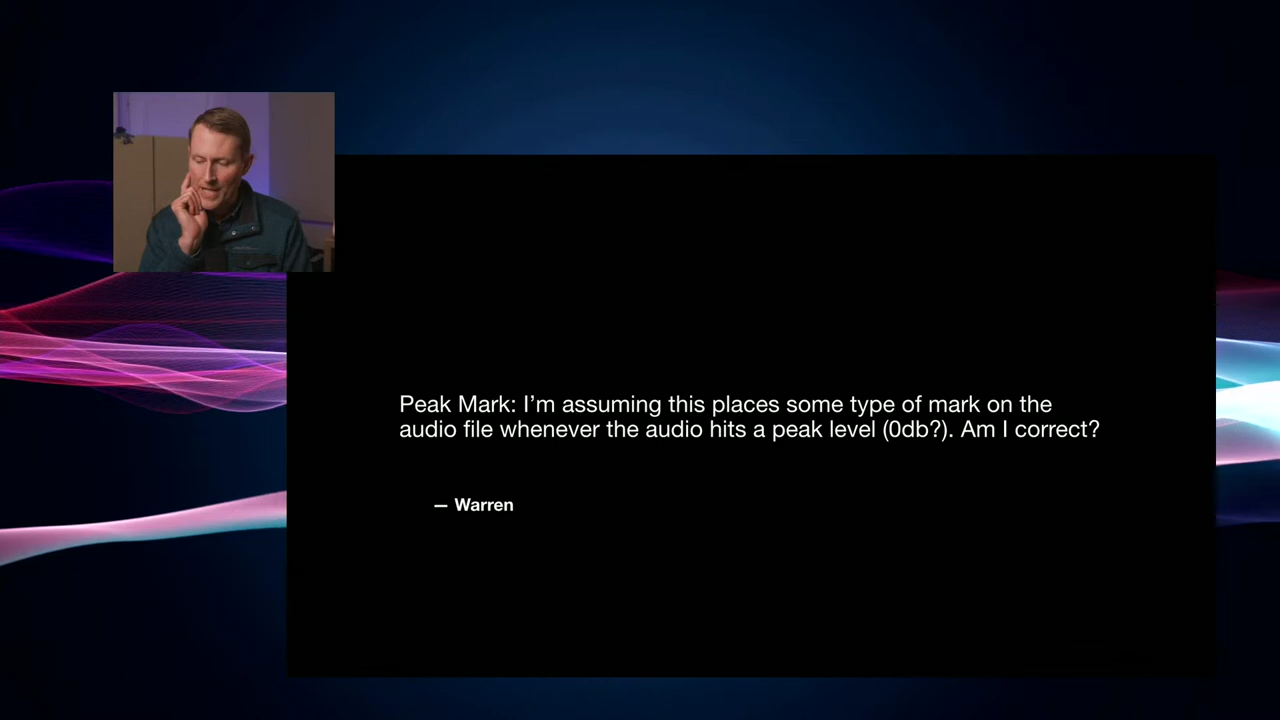 Peak Mark: I’m assuming this places some type of mark on the
audio file whenever the audio hits a peak level (0db?). Am I correct?
– Warren